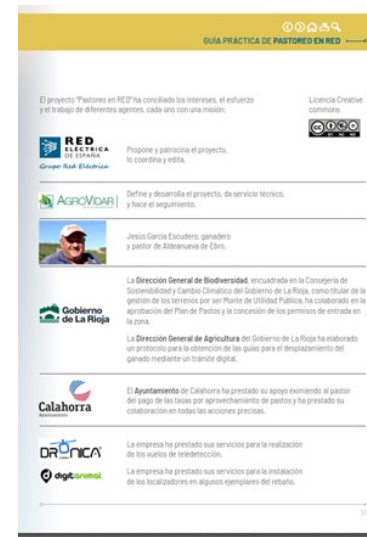 GUÍA PRÁCTICA DE PASTOREO EN RED
El proyecto "Pastoreo en RED" ha conciliado los intereses, el esfuerzo
y el trabajo de diferentes agentes, cada uno con una misión:
Licencia Creative
commons
RED
ELÉCTRICA
DE ESPAÑA
Grupo Red Eléctrica
Propone y patrocina el proyecto,
lo coordina y edita.
AGROVIDAR
Define y desarrolla el proyecto, da servicio técnico,
y hace el seguimiento.
Jesús García Escudero, ganadero
y pastor de Aldeanueva de Ebro.
Gobierno
de La Rioja
La Dirección General de Biodiversidad, encuadrada en la Consejería de
Sostenibilidad y Cambio Climático del Gobierno de La Rioja, como titular de la
gestión de los terrenos por ser Monte de Utilidad Pública, ha colaborado en la
aprobación del Plan de Pastos y la concesión de los permisos de entrada en
la zona.
La Dirección General de Agricultura del Gobierno de La Rioja ha elaborado
un protocolo para la obtención de las guías para el desplazamiento del
ganado mediante un trámite digital.
Calahorra
Ayuntamiento
El Ayuntamiento de Calahorra ha prestado su apoyo eximiendo al pastor
del pago de las tasas por aprovechamiento de pastos y ha prestado su
colaboración en todas las acciones precisas.
DRONICA
La empresa ha prestado sus servicios para la realización
de los vuelos de teledetección.
digitanimal
La empresa ha prestado sus servicios para la instalación
de los localizadores en algunos ejemplares del rebaño.